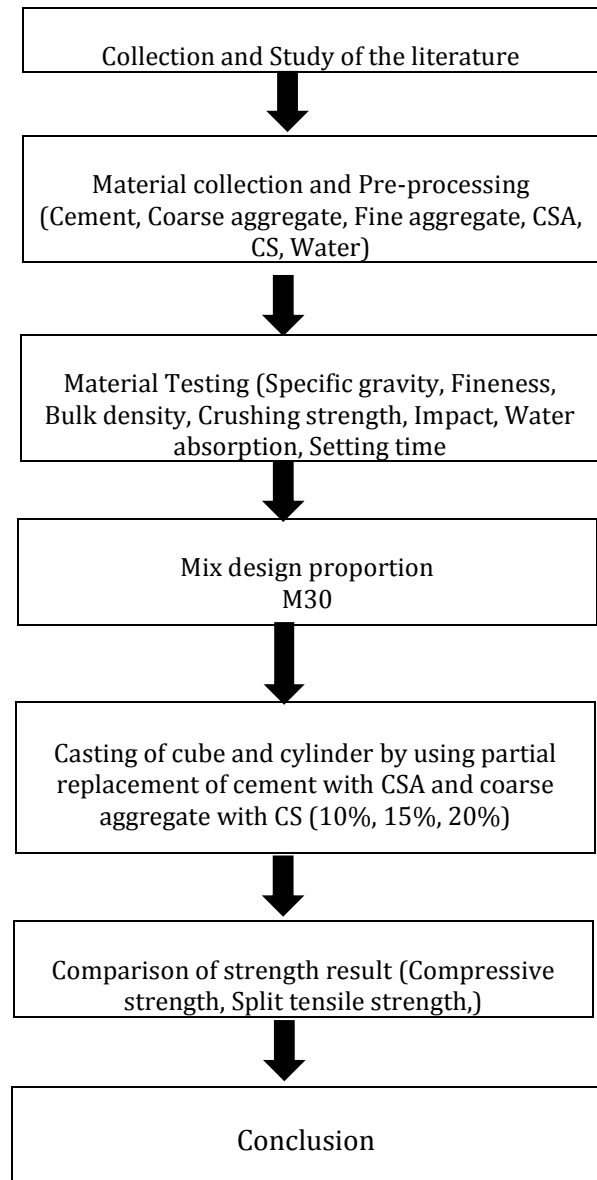 Collection and Study of the literature
Material collection and Pre-processing
(Cement, Coarse aggregate, Fine aggregate, CSA,
CS, Water)
Material Testing (Specific gravity, Fineness,
Bulk density, Crushing strength, Impact, Water
absorption, Setting time
Mix design proportion
M30
Casting of cube and cylinder by using partial
replacement of cement with CSA and coarse
aggregate with CS (10%, 15%, 20%)
Comparison of strength result (Compressive
strength, Split tensile strength,)
Conclusion